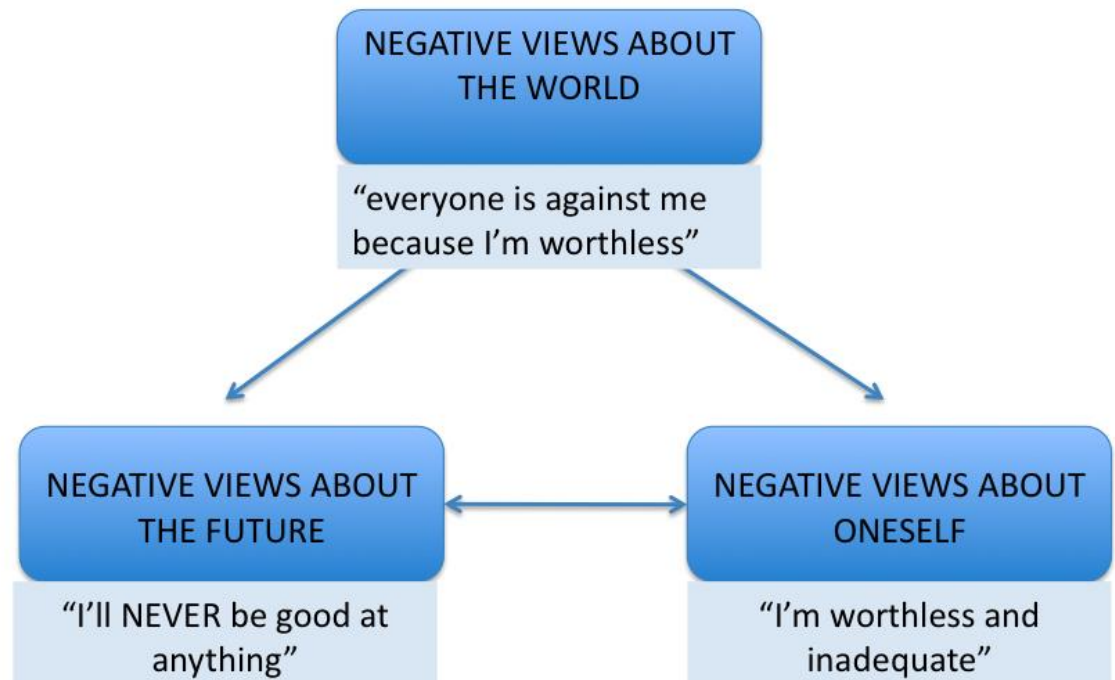 NEGATIVE VIEWS ABOUT
THE WORLD
“everyone is against me
because I’m worthless”
NEGATIVE VIEWS ABOUT
THE FUTURE
“I’ll NEVER be good at
anything”
NEGATIVE VIEWS ABOUT
ONESELF
“I’m worthless and
inadequate”